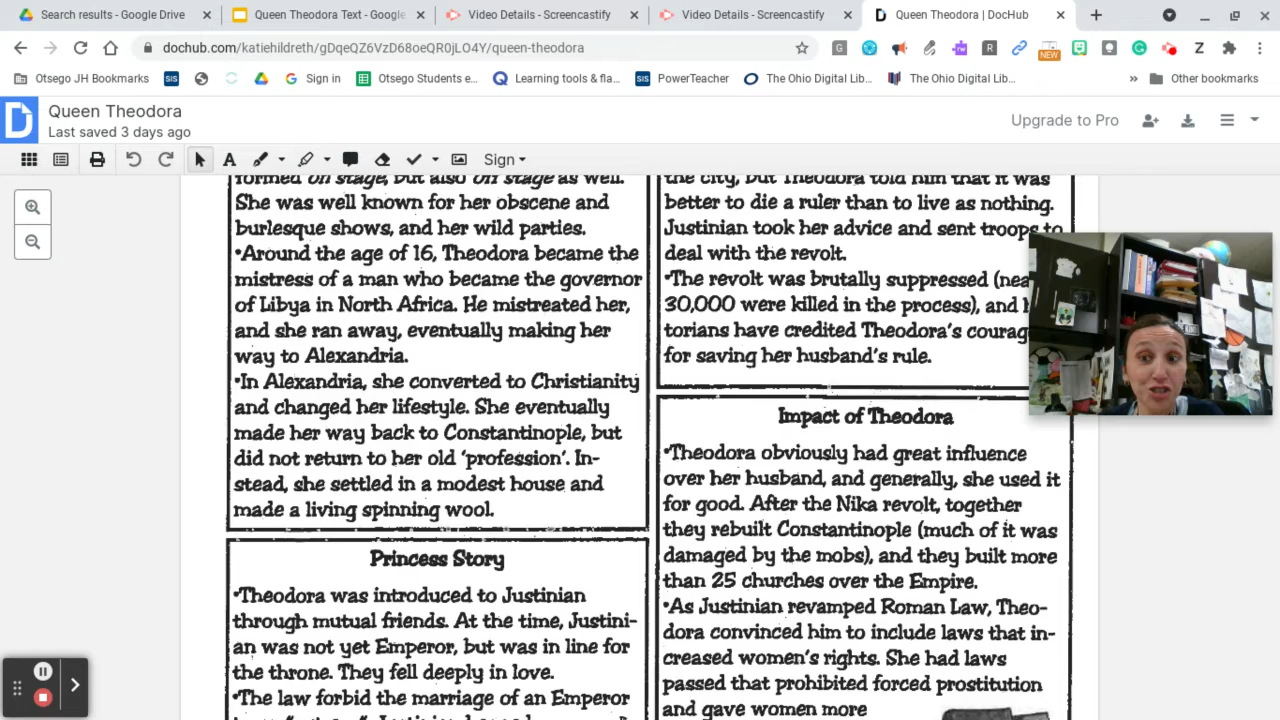 Search results - Google Drive
Queen Theodora Text - Google
Video Details - Screencastify
Video Details - Screencastify
Queen Theodora | DocHub
dochub.com/katiehildreth/gDqeQZ6VzD68oeQR0jLO4Y/queen-theodora
NEW
Otsego JH Bookmarks
SIS
Sign in
Otsego Students e...
Learning tools & fla...
SIS
PowerTeacher
The Ohio Digital Lib...
The Ohio Digital Lib...
»
Other bookmarks
Queen Theodora
Last saved 3 days ago
Upgrade to Pro
Sign
formed on stage, but also off stage as well.
She was well known for her obscene and
burlesque shows, and her wild parties.
•Around the age of 16, Theodora became the
mistress of a man who became the governor
of Libya in North Africa. He mistreated her,
and she ran away, eventually making her
way to Alexandria.
•In Alexandria, she converted to Christianity
and changed her lifestyle. She eventually
made her way back to Constantinople, but
did not return to her old 'profession'. In-
stead, she settled in a modest house and
made a living spinning wool.
Princess Story
•Theodora was introduced to Justinian
through mutual friends. At the time, Justini-
an was not yet Emperor, but was in line for
the throne. They fell deeply in love.
•The law forbid the marriage of an Emperor
the city, but Theodora told him that it was
better to die a ruler than to live as nothing.
Justinian took her advice and sent troops to
deal with the revolt.
•The revolt was brutally suppressed (nea
30,000 were killed in the process), and h
torians have credited Theodora's courag
for saving her husband's rule.
Impact of Theodora
•Theodora obviously had great influence
over her husband, and generally, she used it
for good. After the Nika revolt, together
they rebuilt Constantinople (much of it was
damaged by the mobs), and they built more
than 25 churches over the Empire.
•As Justinian revamped Roman Law, Theo-
dora convinced him to include laws that in-
creased women's rights. She had laws
passed that prohibited forced prostitution
and gave women more